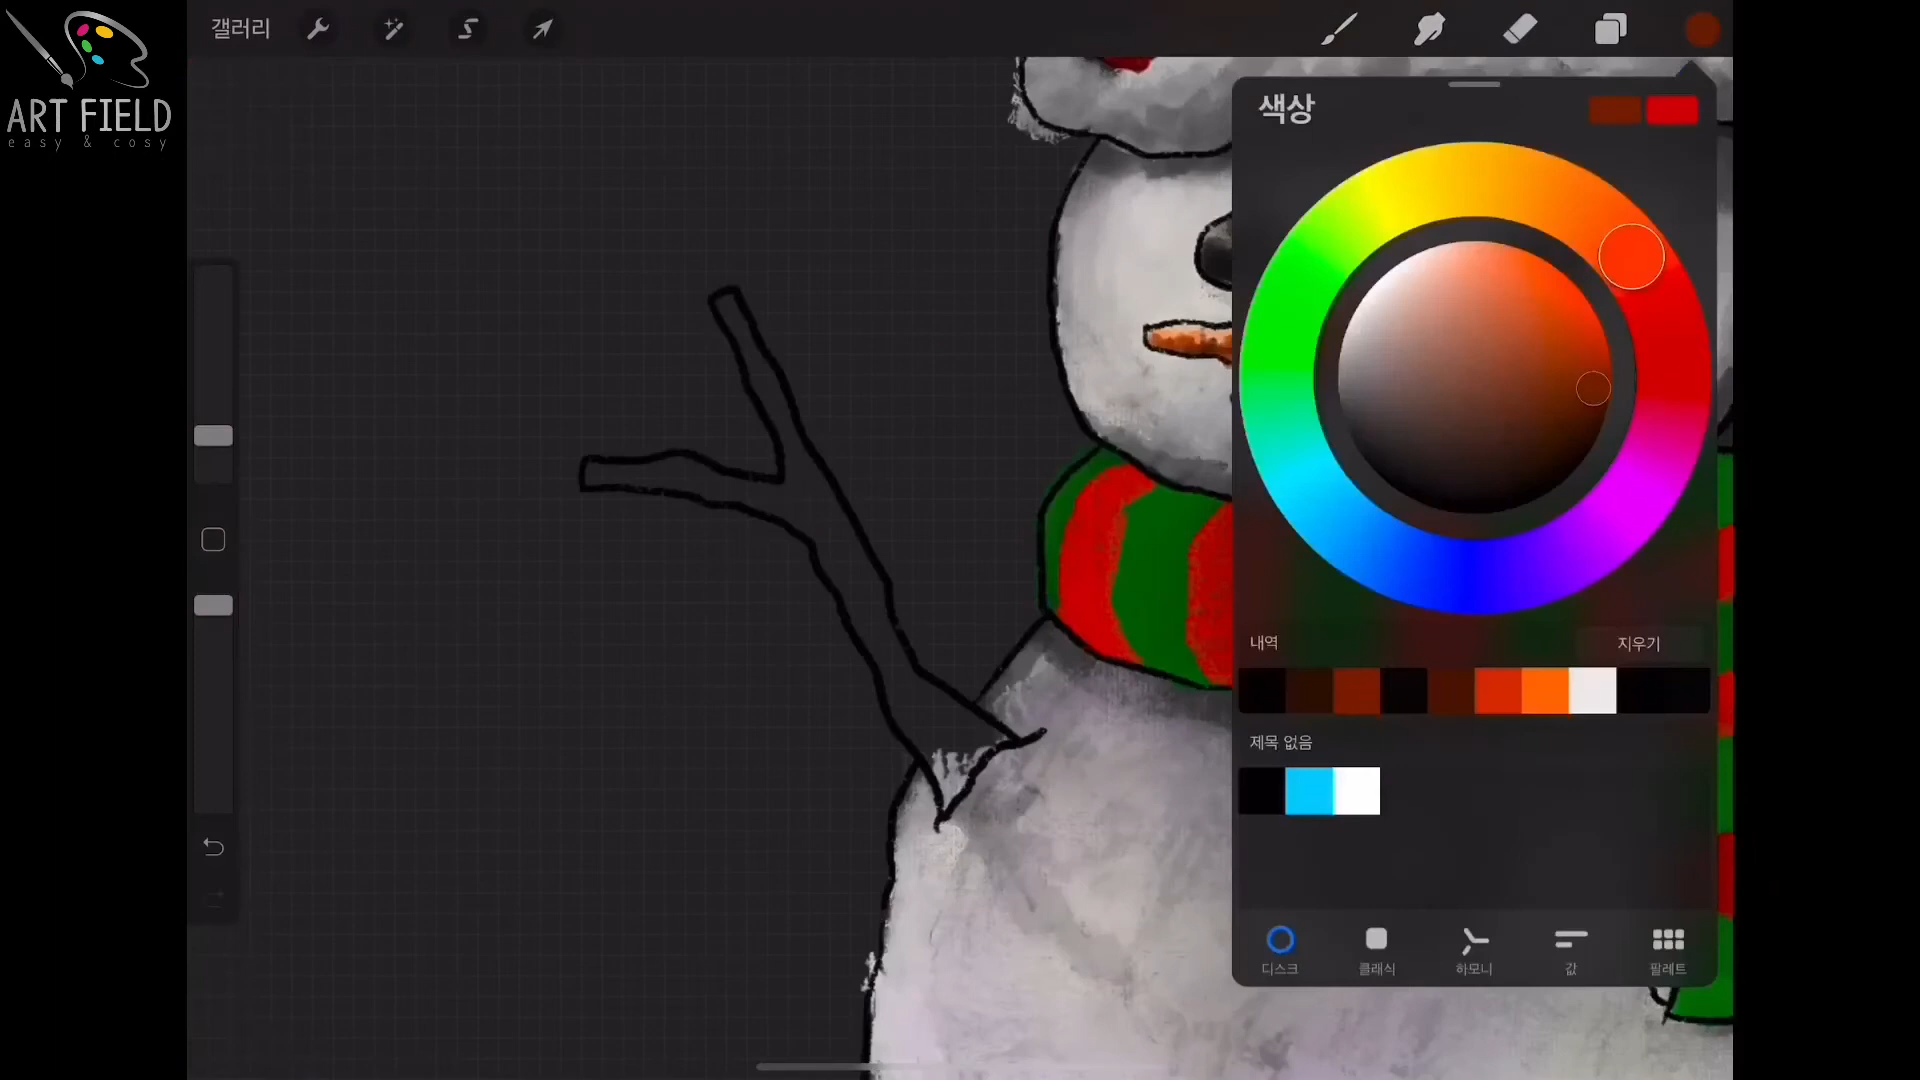 ART FIELD
easy & cosy
갤러리
색상
내역
지우기
제목 없음
디스크
클래식
하모니
값
팔레트